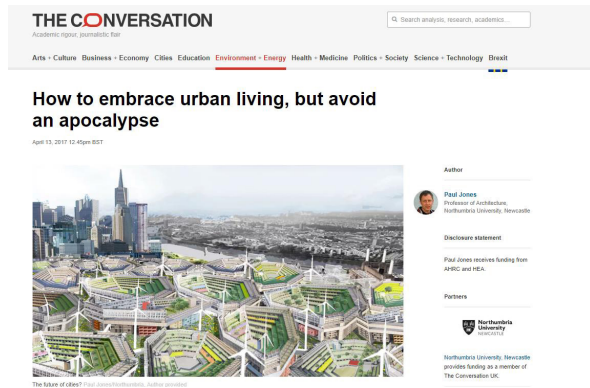 THE CONVERSATION
Academic rigour, journalistic flair
Search analysis, research, academics...
Arts + Culture Business + Economy Cities Education Environment + Energy Health + Medicine Politics + Society Science + Technology Brexit
How to embrace urban living, but avoid
an apocalypse
April 13, 2017 12.45pm BST
Author
Paul Jones
Professor of Architecture,
Northumbria University, Newcastle
Disclosure statement
Paul Jones receives funding from
AHRC and HEA.
Partners
Northumbria
University
NEWCASTLE
Northumbria University, Newcastle
provides funding as a member of
The Conversation UK.
The future of cities? Paul Jones/Northumbria, Author provided